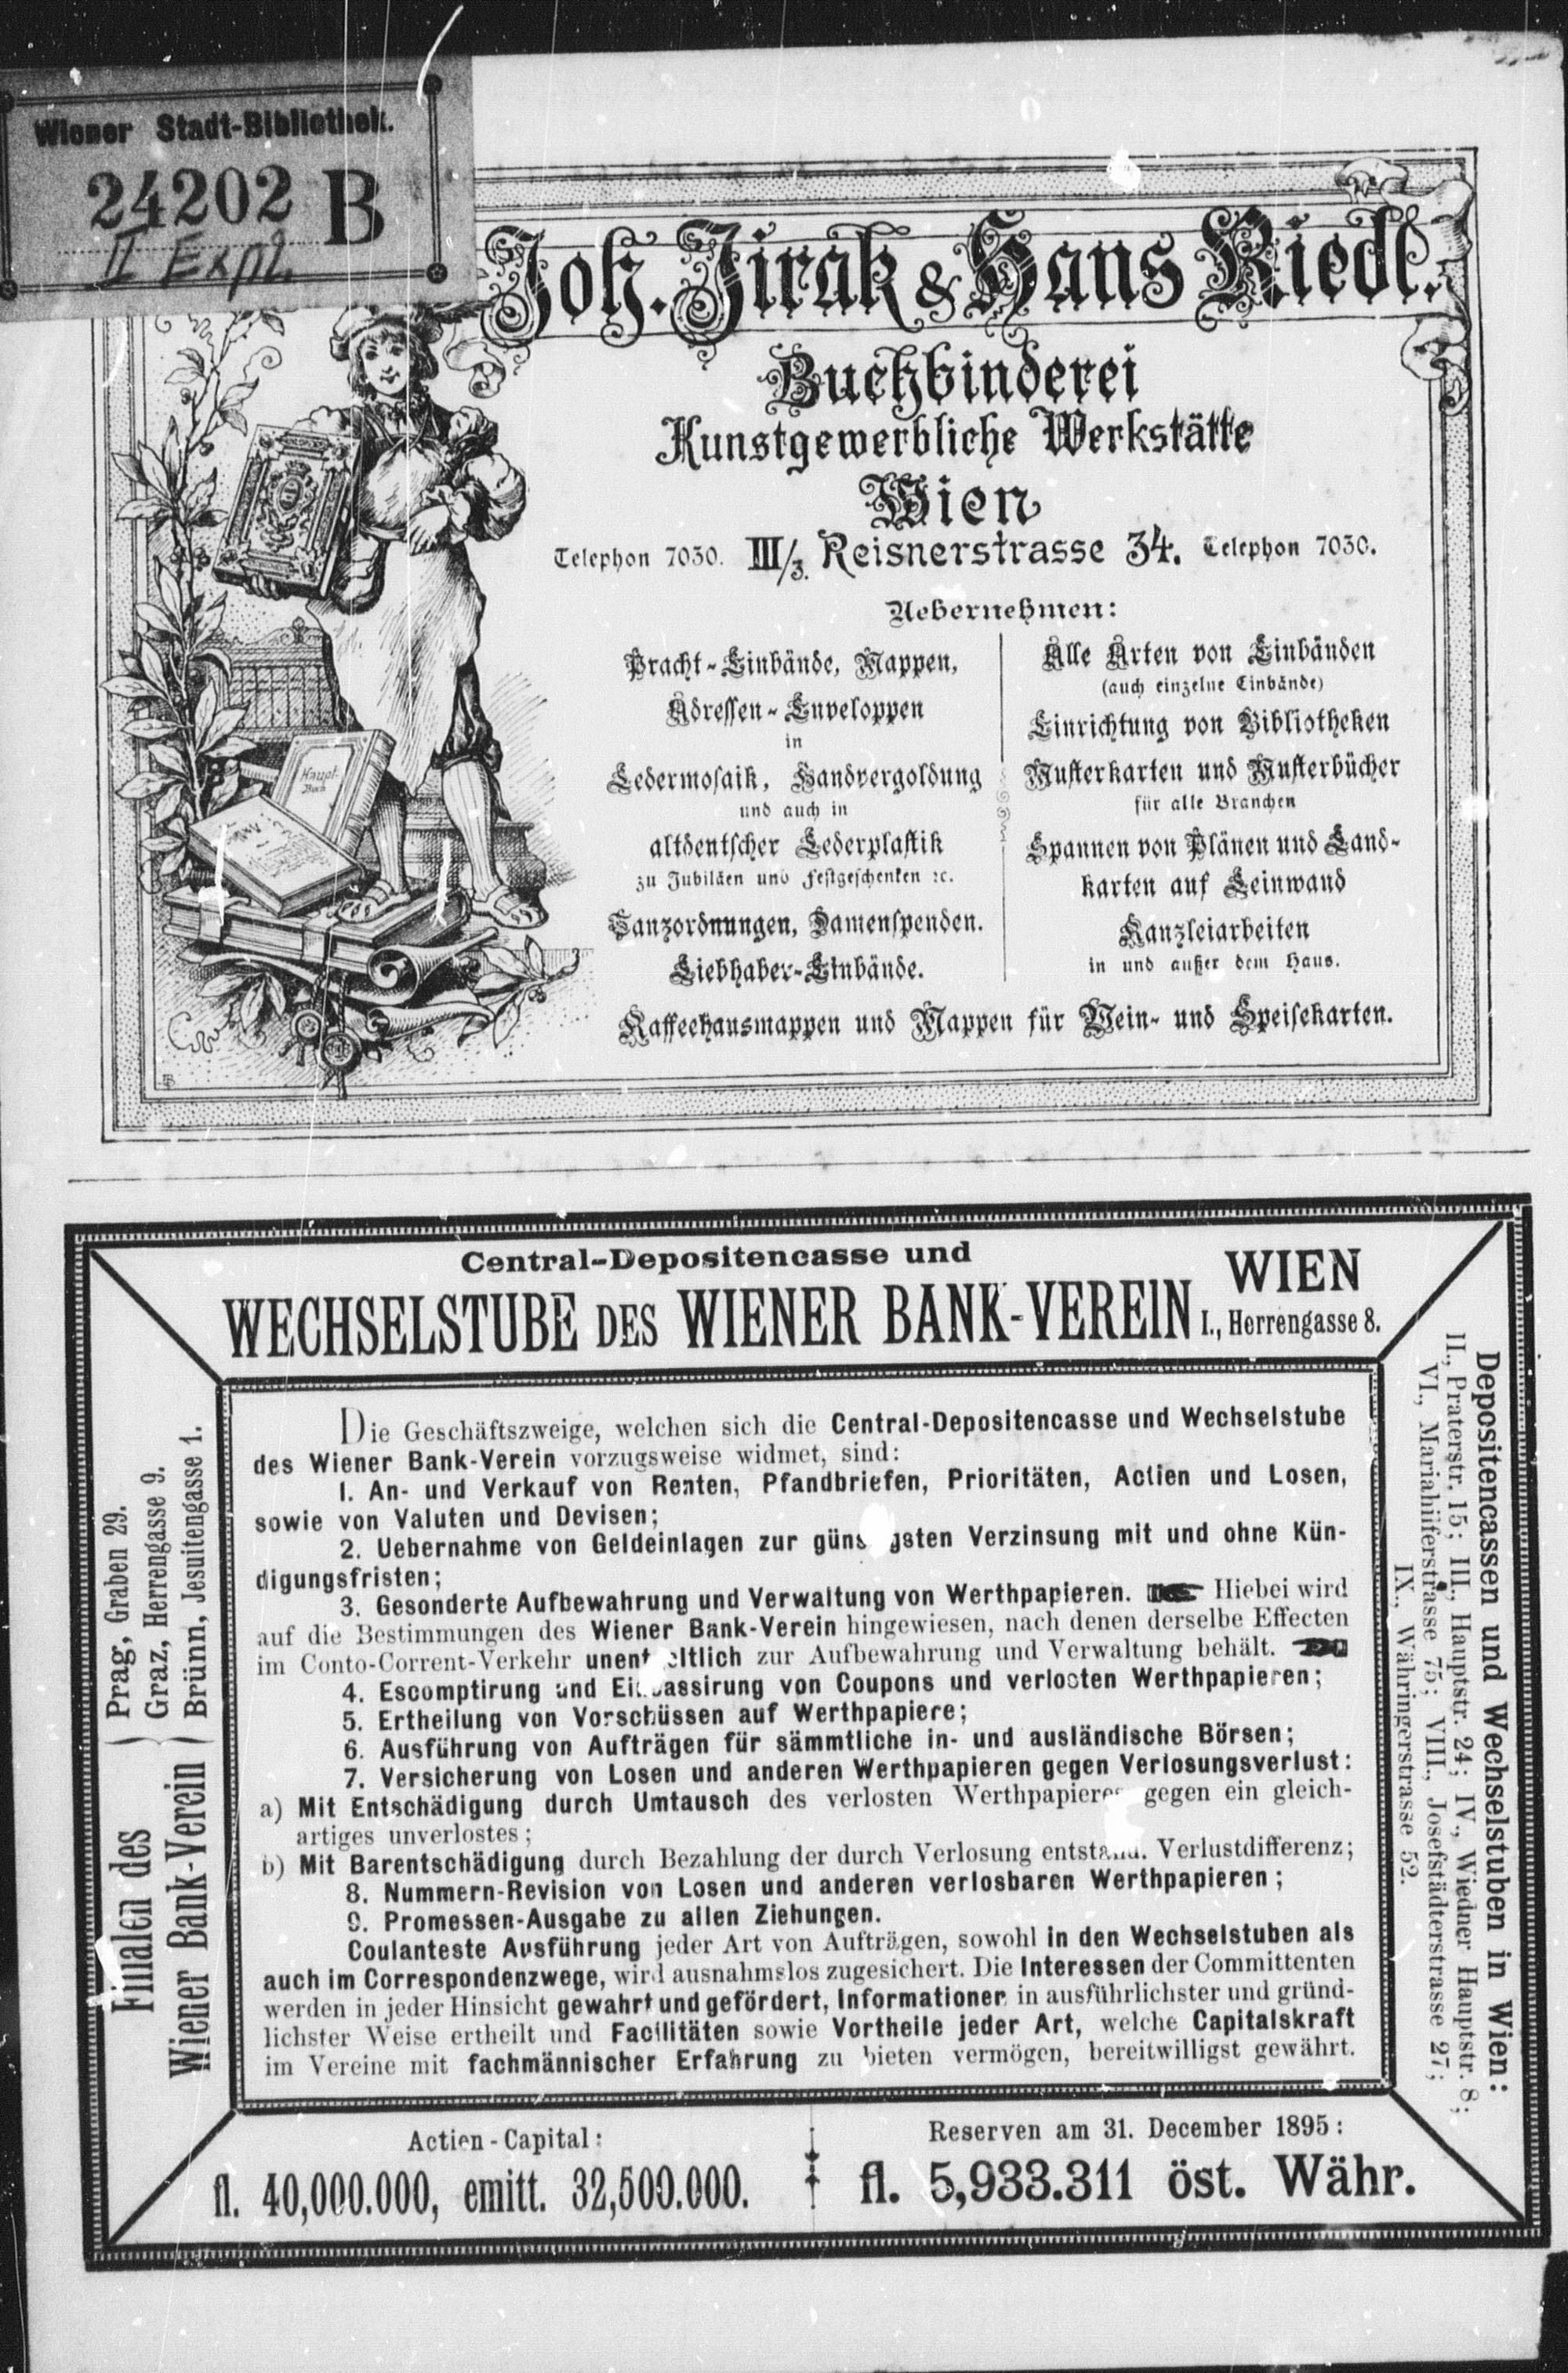 Wiener Stadt-Bibliothek.
24202 B
II Expl.
Joh. Jirak & Hans Riedl.
Buchbinderei
Kunstgewerbliche Werkstätte
Wien
Telephon 7030. III/3. Reisnerstrasse 34. Telephon 7030.
Uebernehmen:
Pracht-Einbände, Mappen,
Adressen-Enveloppen
in
Ledermosaik, Handvergoldung
und auch in
altdeutscher Lederplastik
zu Jubiläen und Festgeschenken ꝛc.
Tanzordnungen, Damenspenden.
Liebhaber-Einbände.
Alle Arten von Einbänden
(auch einzelne Einbände)
Einrichtung von Bibliotheken
Musterkarten und Musterbücher
für alle Branchen
Spannen von Plänen und Land-
karten auf Leinwand
Kanzleiarbeiten
in und außer dem Haus.
Kaffeehausmappen und Mappen für Wein- und Speisekarten.
Haupt-
Buch
Central-Depositencasse und
WECHSELSTUBE DES WIENER BANK-VEREIN
WIEN
I., Herrengasse 8.
Filialen des
Wiener Bank-Verein
Prag, Graben 29.
Graz, Herrengasse 9.
Brünn, Jesuitengasse 1.
Die Geschäftszweige, welchen sich die Central-Depositencasse und Wechselstube
des Wiener Bank-Verein vorzugsweise widmet, sind:
1. An- und Verkauf von Renten, Pfandbriefen, Prioritäten, Actien und Losen,
sowie von Valuten und Devisen;
2. Uebernahme von Geldeinlagen zur günstigsten Verzinsung mit und ohne Kün-
digungsfristen;
3. Gesonderte Aufbewahrung und Verwaltung von Werthpapieren. Hiebei wird
auf die Bestimmungen des Wiener Bank-Verein hingewiesen, nach denen derselbe Effecten
im Conto-Corrent-Verkehr unentgeltlich zur Aufbewahrung und Verwaltung behält.
4. Escomptirung und Eincassirung von Coupons und verlosten Werthpapieren;
5. Ertheilung von Vorschüssen auf Werthpapiere;
6. Ausführung von Aufträgen für sämmtliche in- und ausländische Börsen;
7. Versicherung von Losen und anderen Werthpapieren gegen Verlosungsverlust:
a) Mit Entschädigung durch Umtausch des verlosten Werthpapieres gegen ein gleich-
artiges unverlostes;
b) Mit Barentschädigung durch Bezahlung der durch Verlosung entstand. Verlustdifferenz;
8. Nummern-Revision von Losen und anderen verlosbaren Werthpapieren;
9. Promessen-Ausgabe zu allen Ziehungen.
Coulanteste Ausführung jeder Art von Aufträgen, sowohl in den Wechselstuben als
auch im Correspondenzwege, wird ausnahmslos zugesichert. Die Interessen der Committenten
werden in jeder Hinsicht gewahrt und gefördert, Informationen in ausführlichster und gründ-
lichster Weise ertheilt und Facilitäten sowie Vortheile jeder Art, welche Capitalskraft
im Vereine mit fachmännischer Erfahrung zu bieten vermögen, bereitwilligst gewährt.
Depositencassen und Wechselstuben in Wien:
II., Praterstr. 15; III., Hauptstr. 24; IV., Wiedner Hauptstr. 8;
VI., Mariahilferstrasse 75; VIII., Josefstädterstrasse 27;
IX., Währingerstrasse 52.
Actien-Capital:
fl. 40,000.000, emitt. 32,500.000.
Reserven am 31. December 1895:
fl. 5,933.311 öst. Währ.